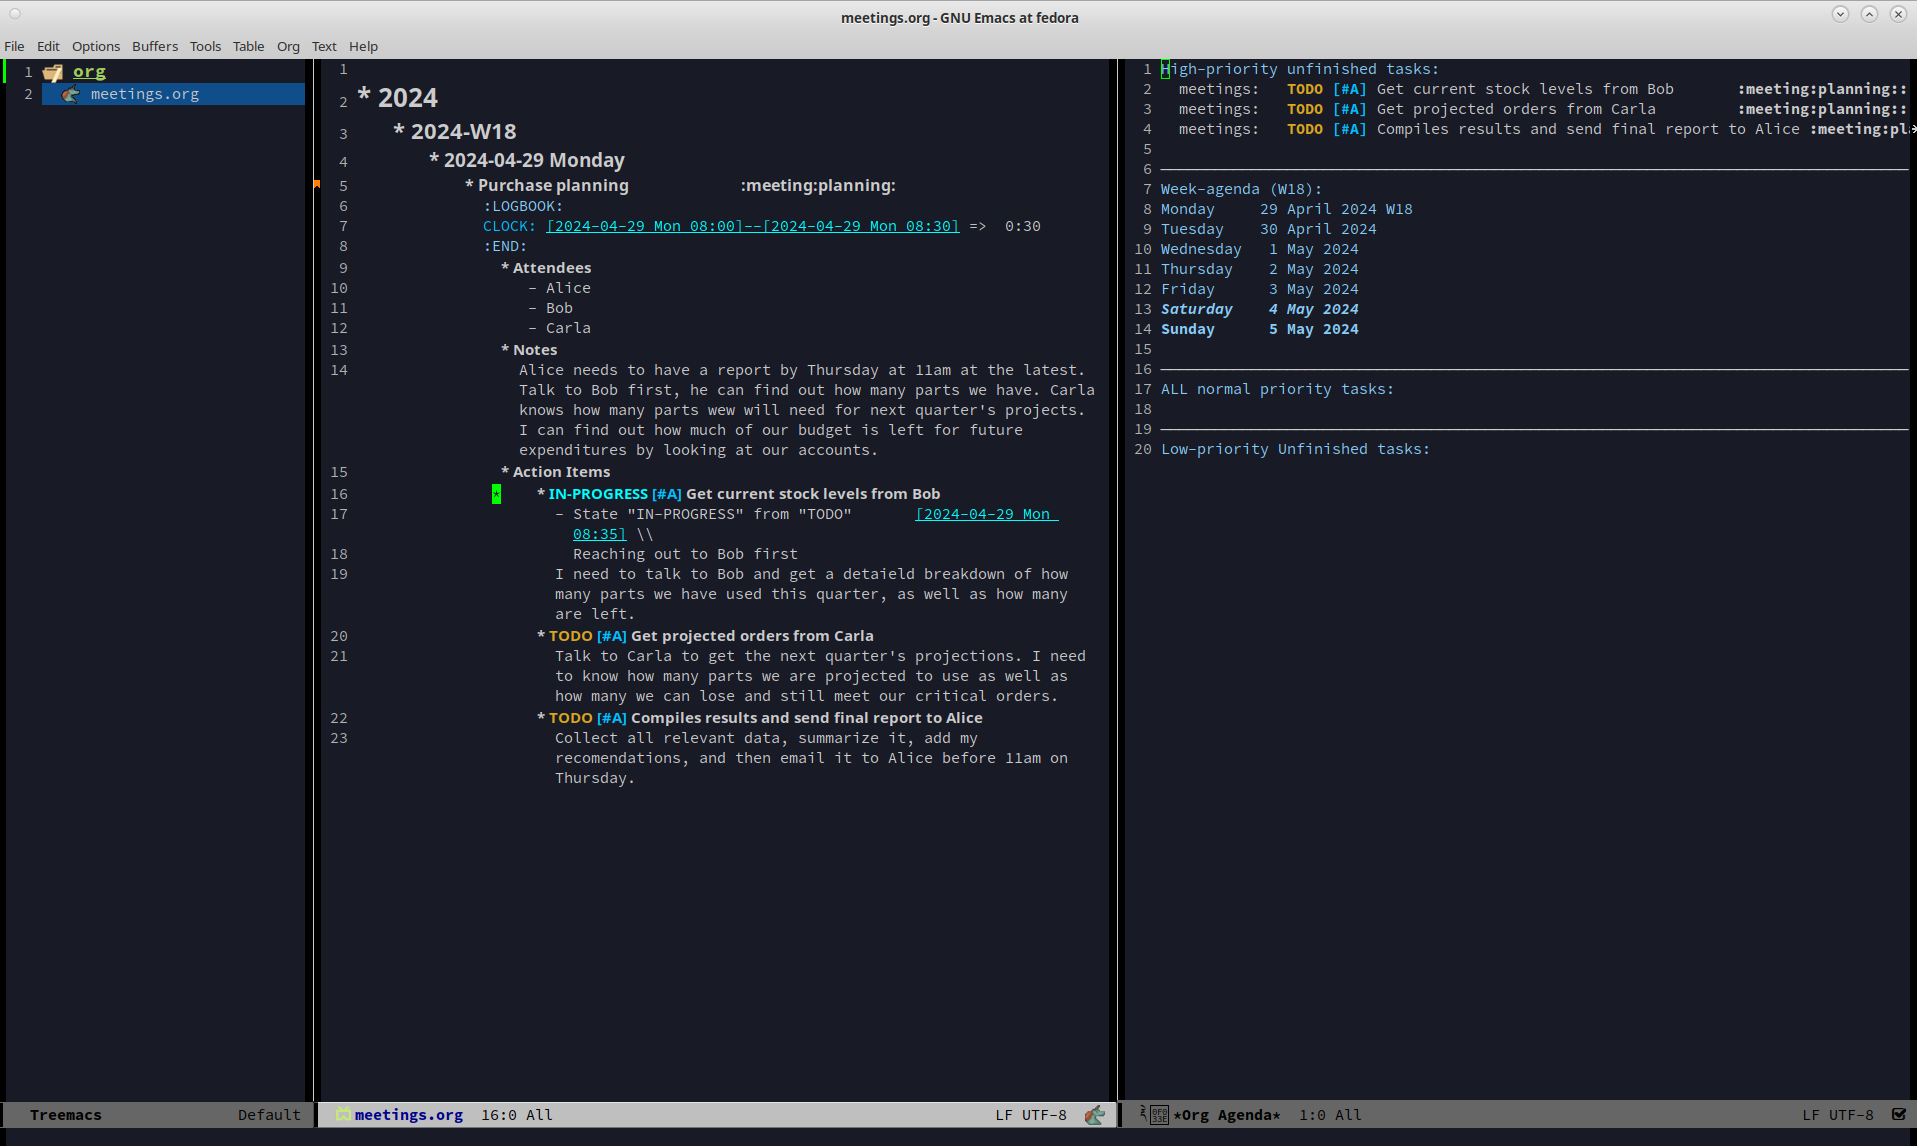 meetings.org - GNU Emacs at fedora
File Edit Options Buffers Tools Table Org Text Help
1 org
2 meetings.org
1
2 * 2024
3 * 2024-W18
4 * 2024-04-29 Monday
5 * Purchase planning :meeting:planning:
6 :LOGBOOK:
7 CLOCK: [2024-04-29 Mon 08:00]--[2024-04-29 Mon 08:30] => 0:30
8 :END:
9 * Attendees
10 - Alice
11 - Bob
12 - Carla
13 * Notes
14 Alice needs to have a report by Thursday at 11am at the latest.
Talk to Bob first, he can find out how many parts we have. Carla
knows how many parts wew will need for next quarter's projects.
I can find out how much of our budget is left for future
expenditures by looking at our accounts.
15 * Action Items
16 * * IN-PROGRESS [#A] Get current stock levels from Bob
17 - State "IN-PROGRESS" from "TODO" [2024-04-29 Mon
08:35] \\
18 Reaching out to Bob first
19 I need to talk to Bob and get a detaield breakdown of how
many parts we have used this quarter, as well as how many
are left.
20 * TODO [#A] Get projected orders from Carla
21 Talk to Carla to get the next quarter's projections. I need
to know how many parts we are projected to use as well as
how many we can lose and still meet our critical orders.
22 * TODO [#A] Compiles results and send final report to Alice
23 Collect all relevant data, summarize it, add my
recomendations, and then email it to Alice before 11am on
Thursday.
1 High-priority unfinished tasks:
2 meetings: TODO [#A] Get current stock levels from Bob :meeting:planning::
3 meetings: TODO [#A] Get projected orders from Carla :meeting:planning::
4 meetings: TODO [#A] Compiles results and send final report to Alice :meeting:pl
5
6
7 Week-agenda (W18):
8 Monday 29 April 2024 W18
9 Tuesday 30 April 2024
10 Wednesday 1 May 2024
11 Thursday 2 May 2024
12 Friday 3 May 2024
13 Saturday 4 May 2024
14 Sunday 5 May 2024
15
16
17 ALL normal priority tasks:
18
19
20 Low-priority Unfinished tasks:
Treemacs Default
meetings.org 16:0 All LF UTF-8
0F0
33E
*Org Agenda* 1:0 All LF UTF-8